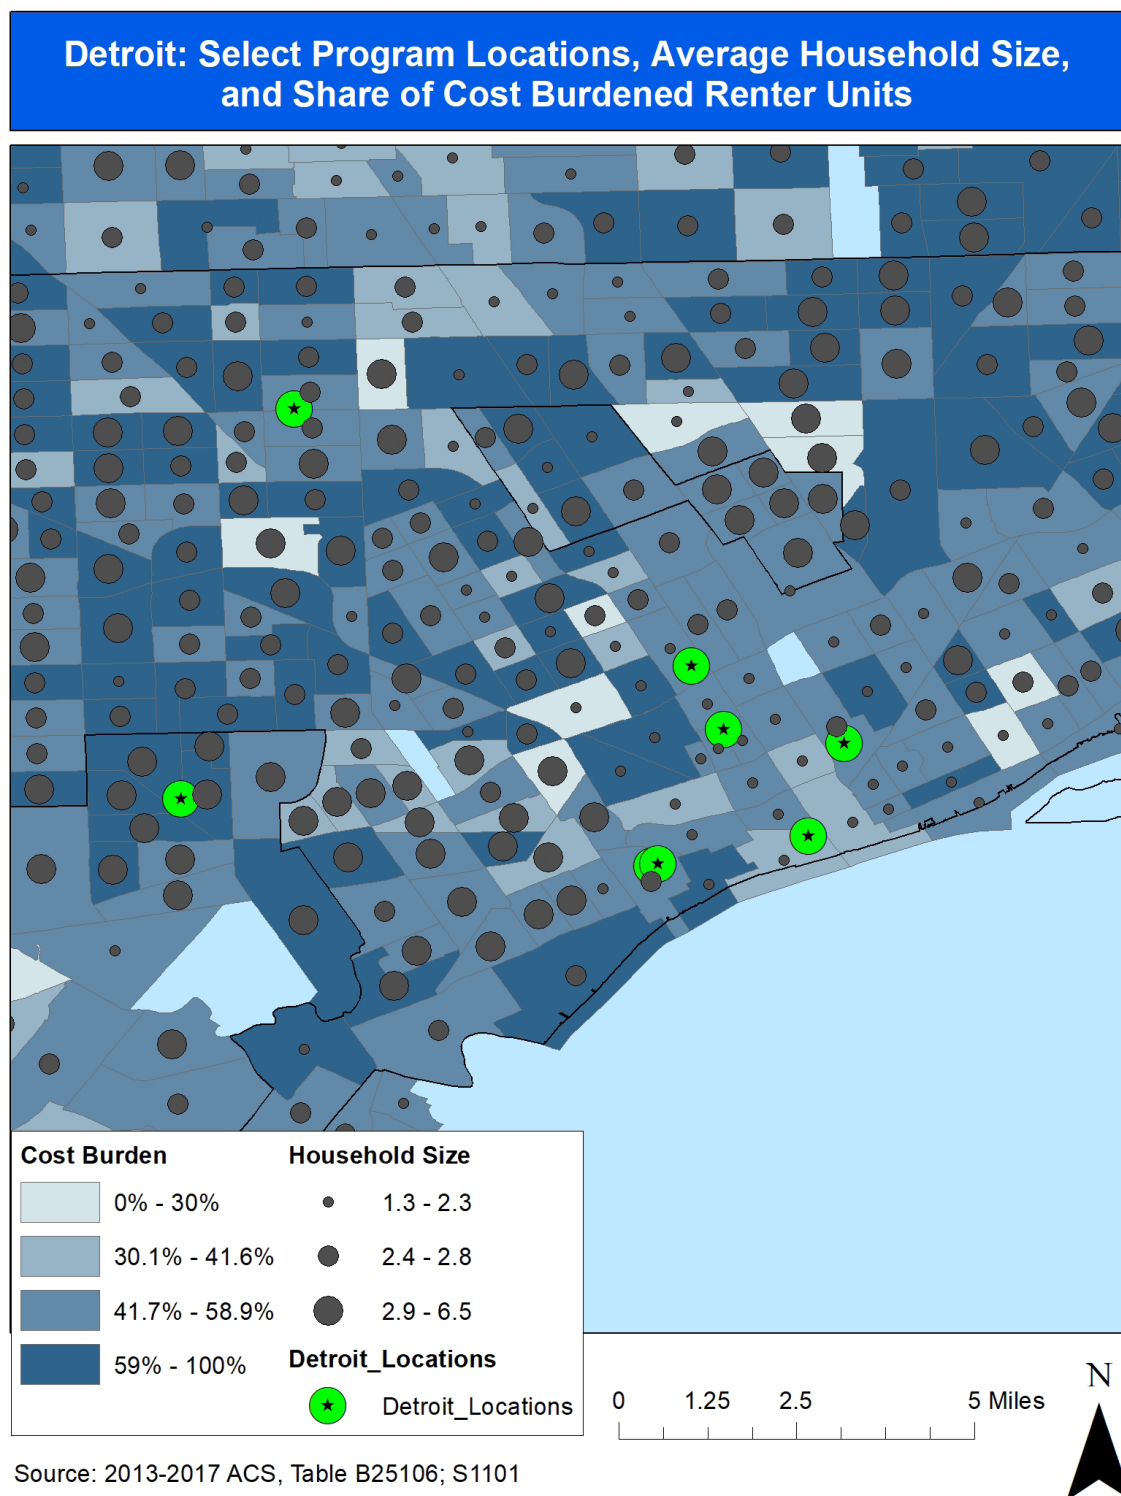 Detroit: Select Program Locations, Average Household Size,
and Share of Cost Burdened Renter Units
Cost Burden
0% - 30%
30.1% - 41.6%
41.7% - 58.9%
59% - 100%
Household Size
1.3 - 2.3
2.4 - 2.8
2.9 - 6.5
Detroit_Locations
Detroit_Locations
0 1.25 2.5 5 Miles
N
Source: 2013-2017 ACS, Table B25106; S1101